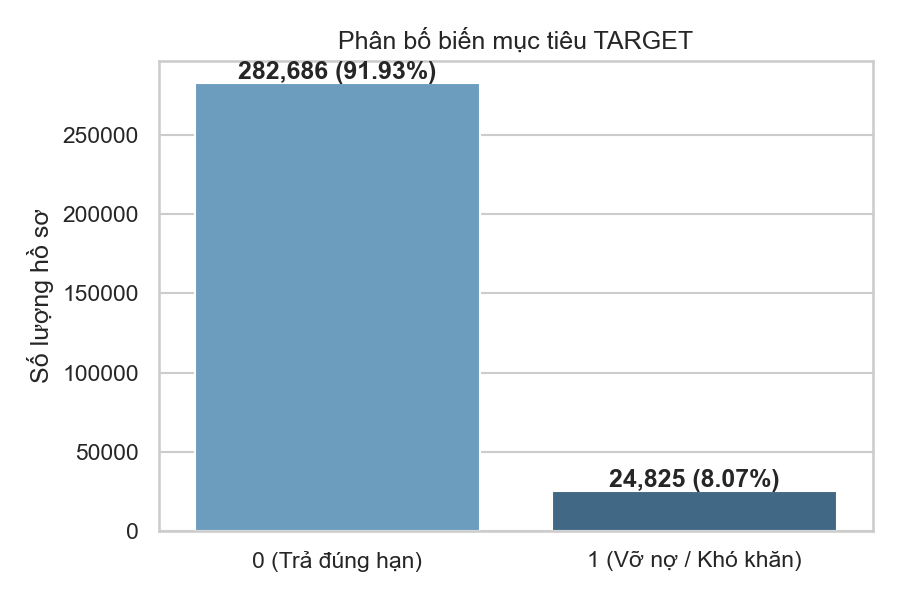 Phân bố biến mục tiêu TARGET
282,686 (91.93%)
250000
200000
150000
100000
50000
0
Số lượng hồ sơ
24,825 (8.07%)
0 (Trả đúng hạn)
1 (Vỡ nợ / Khó khăn)